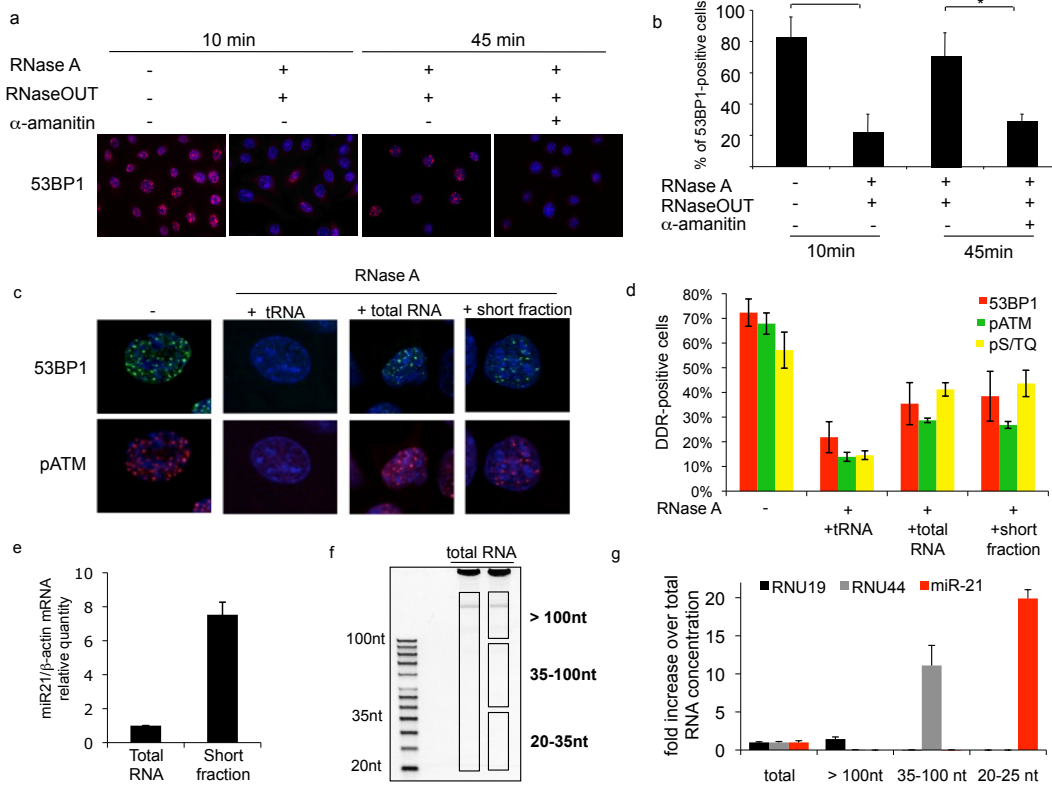 a
10 min 45 min
RNase A - + + +
RNaseOUT - + + +
α-amanitin - - - +
53BP1
b
*
% of 53BP1-positive cells
100
80
60
40
20
RNase A - + + +
RNaseOUT - + + +
α-amanitin - - - +
10min 45min
c
RNase A
- + tRNA + total RNA + short fraction
53BP1
pATM
d
DDR-positive cells
80%
70%
60%
50%
40%
30%
20%
10%
0%
53BP1
pATM
pS/TQ
RNase A - + + +
+tRNA +total RNA +short fraction
e
miR21/β-actin mRNA
relative quantity
10
8
6
4
2
0
Total RNA Short fraction
f
total RNA
100nt
35nt
20nt
> 100nt
35-100nt
20-35nt
g
RNU19 RNU44 miR-21
fold increase over total
RNA concentration
20
15
10
5
0
total > 100nt 35-100 nt 20-25 nt